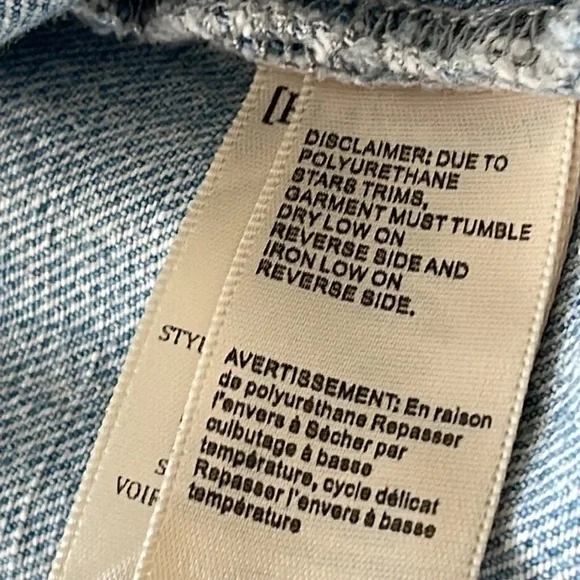 DISCLAIMER: DUE TO
POLYURETHANE
STARS TRIMS,
GARMENT MUST TUMBLE
DRY LOW ON
REVERSE SIDE AND
IRON LOW ON
REVERSE SIDE.
AVERTISSEMENT: En raison
de polyuréthane Repasser
l'envers à Sécher par
culbutage à basse
température, cycle délicat
Repasser l'envers à basse
température